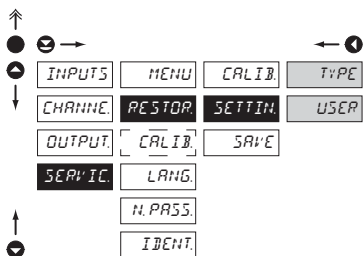 INPUTS MENU CALIB. TYPE
CHANNE. RESTOR. SETTIN. USER
OUTPUT. CALIB. SAVE
SERVIC. LANG.
N. PASS.
IDENT.